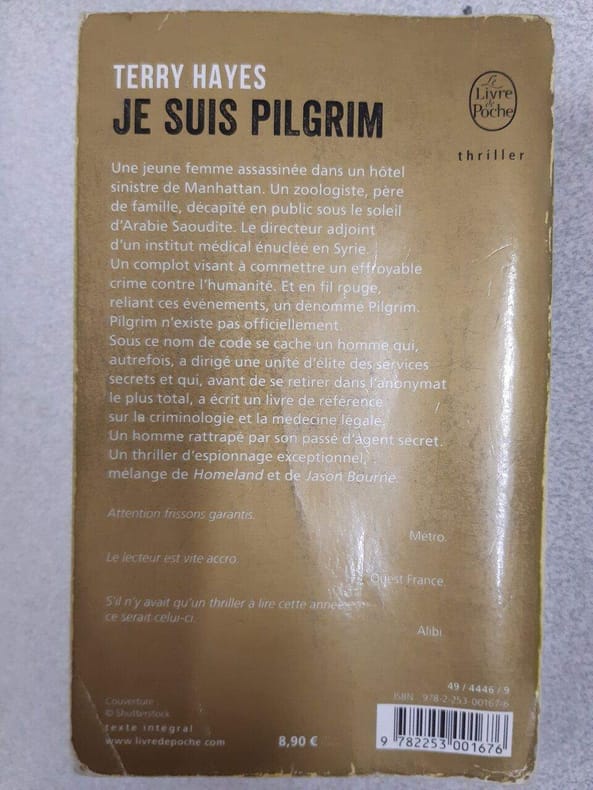 TERRY HAYES
JE SUIS PILGRIM
Le
Livre
de
Poche
thriller
Une jeune femme assassinée dans un hôtel
sinistre de Manhattan. Un zoologiste, père
de famille, décapité en public sous le soleil
d'Arabie Saoudite. Le directeur adjoint
d'un institut médical énucléé en Syrie.
Un complot visant à commettre un effroyable
crime contre l'humanité. Et en fil rouge,
reliant ces événements, un dénommé Pilgrim.
Pilgrim n'existe pas officiellement.
Sous ce nom de code se cache un homme qui,
autrefois, a dirigé une unité d'élite des services
secrets et qui, avant de se retirer dans l'anonymat
le plus total, a écrit un livre de référence
sur la criminologie et la médecine légale.
Un homme rattrapé par son passé d'agent secret.
Un thriller d'espionnage exceptionnel,
mélange de Homeland et de Jason Bourne.
Attention frissons garantis.
Metro.
Le lecteur est vite accro.
Ouest France.
S'il n'y avait qu'un thriller à lire cette année
ce serait celui-ci.
Alibi.
Couverture :
© Shutterstock
texte intégral
www.livredepoche.com
8,90 €
49 / 4446 / 9
ISBN 978-2-253-00167-6
9 782253 001676